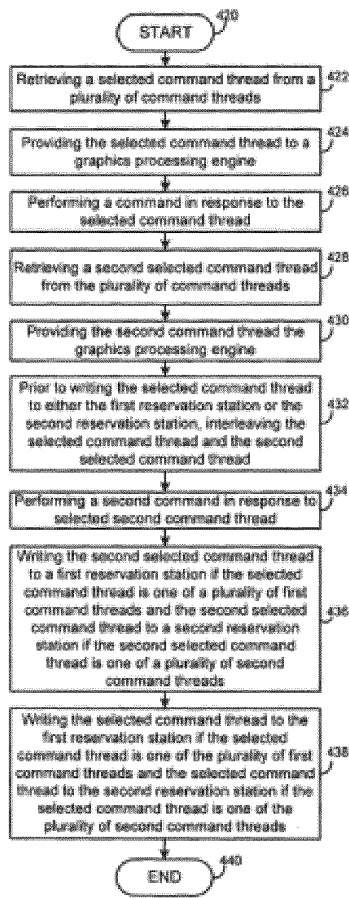 START
420
Retrieving a selected command thread from a
plurality of command threads
422
Providing the selected command thread to a
graphics processing engine
424
Performing a command in response to the
selected command thread
426
Retrieving a second selected command thread
from the plurality of command threads
428
Providing the second command thread the
graphics processing engine
430
Prior to writing the selected command thread
to either the first reservation station or the
second reservation station, interleaving the
selected command thread and the second
selected command thread
432
Performing a second command in response to
selected second command thread
434
Writing the second selected command thread
to a first reservation station if the selected
command thread is one of a plurality of
first command threads and the second selected
command thread to a second reservation
station if the second selected command
thread is one of a plurality of second
command threads
436
Writing the selected command thread to the
first reservation station if the selected
command thread is one of the plurality of first
command threads and the selected command
thread to the second reservation station if the
selected command thread is one of the
plurality of second command threads
438
END
440